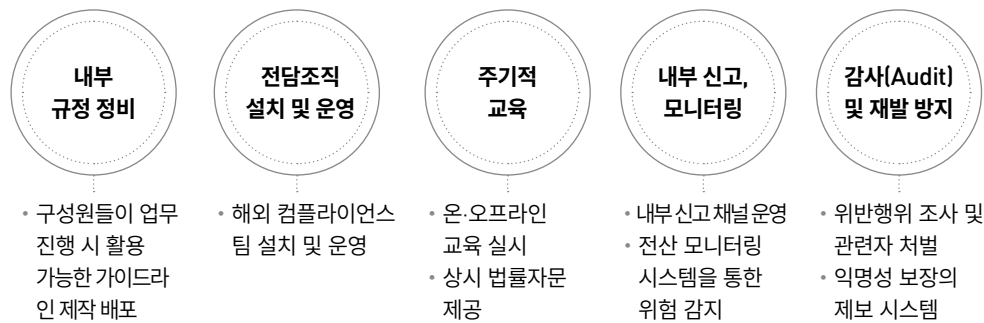 내부
규정 정비
전담조직
설치 및 운영
주기적
교육
내부 신고,
모니터링
감사(Audit)
및 재발 방지
• 구성원들이 업무
진행 시 활용
가능한 가이드라
인 제작 배포
• 해외 컴플라이언스
팀 설치 및 운영
• 온·오프라인
교육 실시
• 상시 법률자문
제공
• 내부 신고 채널 운영
• 전산 모니터링
시스템을 통한
위험 감지
• 위반행위 조사 및
관련자 처벌
• 익명성 보장의
제보 시스템